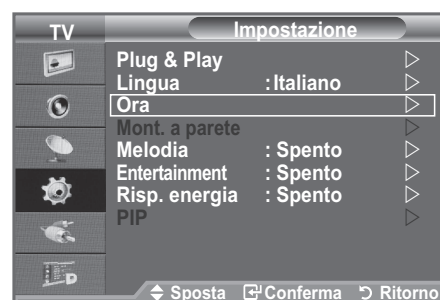 TV Impostazione
Plug & Play
Lingua : Italiano
Ora
Mont. a parete
Melodia : Spento
Entertainment : Spento
Risp. energia : Spento
PIP
Sposta Conferma Ritorno